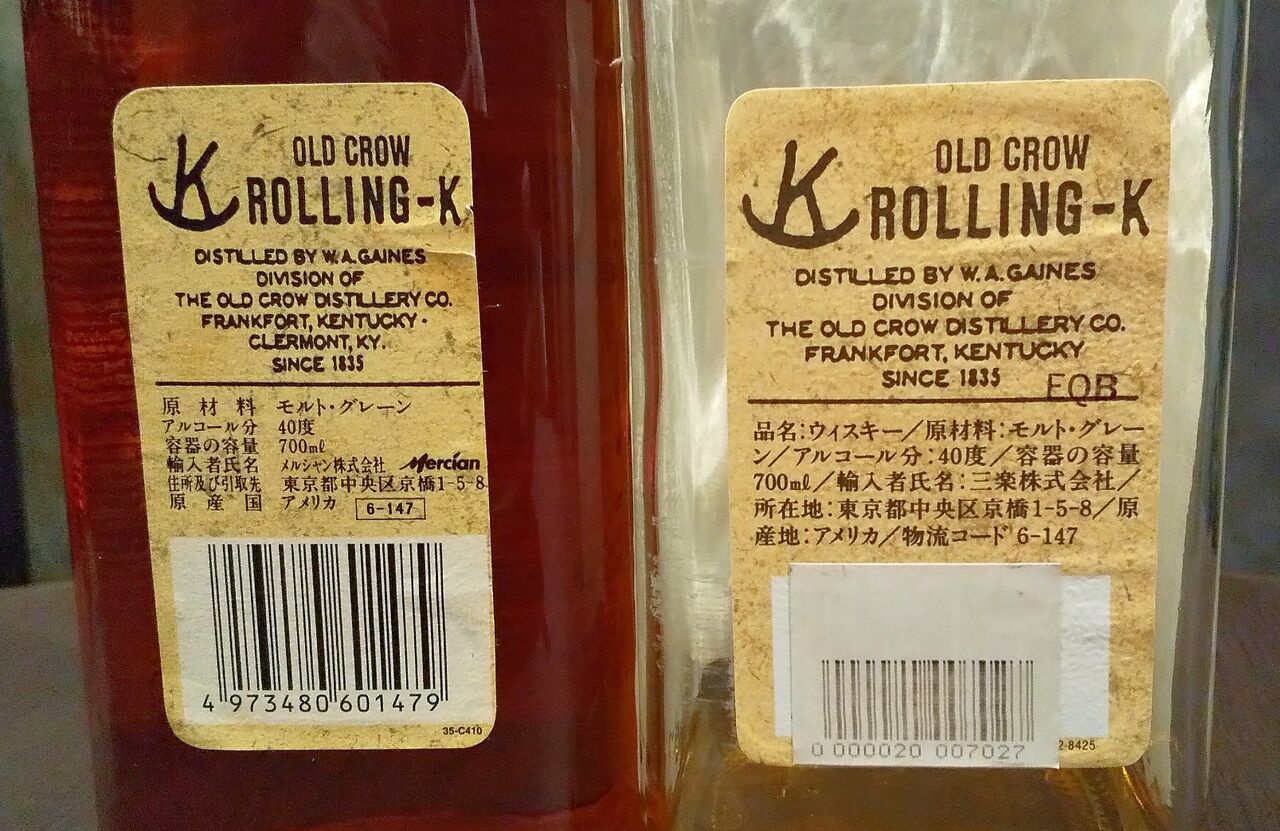 K
OLD CROW
ROLLING-K
DISTILLED BY W.A.GAINES
DIVISION OF
THE OLD CROW DISTILLERY CO.
FRANKFORT, KENTUCKY·
CLERMONT, KY.
SINCE 1835
原材料 モルト・グレーン
アルコール分 40度
容器の容量 700mℓ
輸入者氏名 メルシャン株式会社 Mercian
住所及び引取先 東京都中央区京橋1-5-8
原産国 アメリカ 6-147
4 973480 601479
35-C410
K
OLD CROW
ROLLING-K
DISTILLED BY W.A.GAINES
DIVISION OF
THE OLD CROW DISTILLERY CO.
FRANKFORT, KENTUCKY
SINCE 1835
EQB
品名:ウィスキー/原材料:モルト・グレー
ン/アルコール分:40度/容器の容量
700mℓ/輸入者氏名:三楽株式会社/
所在地:東京都中央区京橋1-5-8/原
産地:アメリカ/物流コード 6-147
0 000020 007027
2-8425